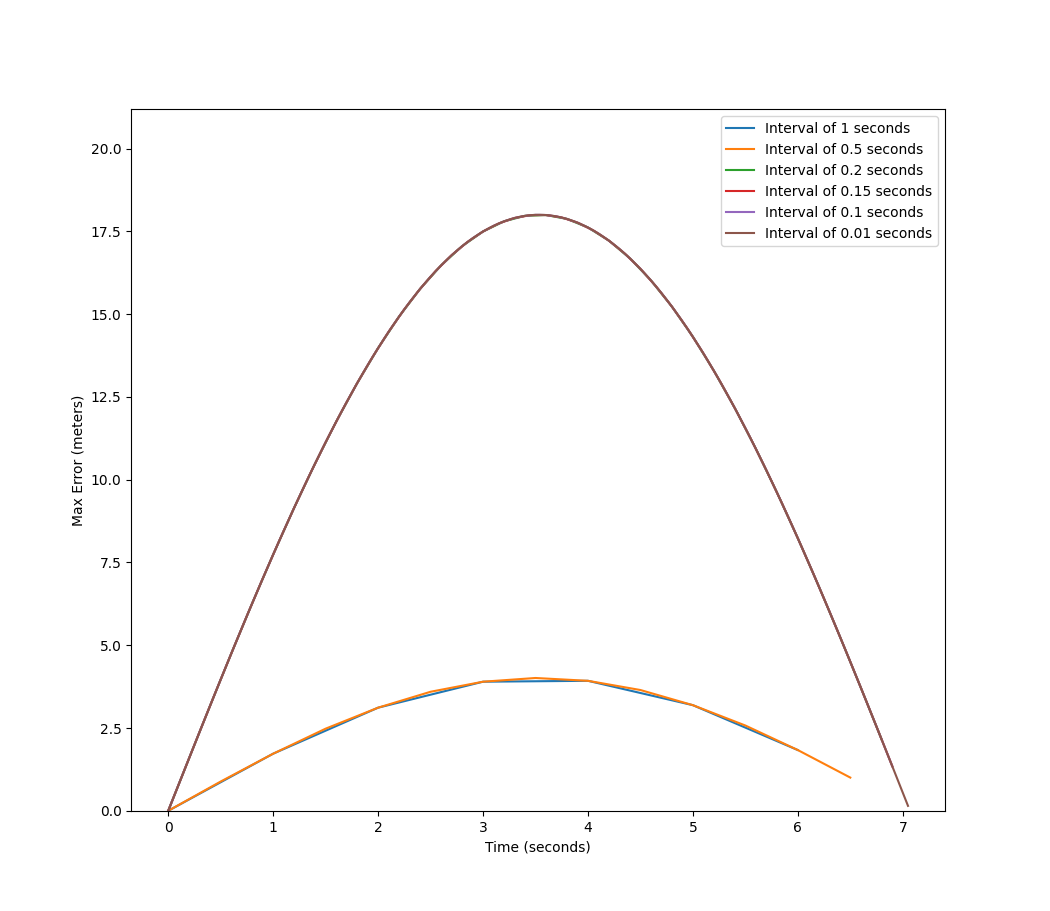 Interval of 1 seconds
Interval of 0.5 seconds
Interval of 0.2 seconds
Interval of 0.15 seconds
Interval of 0.1 seconds
Interval of 0.01 seconds
20.0
17.5
15.0
12.5
10.0
7.5
5.0
2.5
0.0
Max Error (meters)
0 1 2 3 4 5 6 7
Time (seconds)